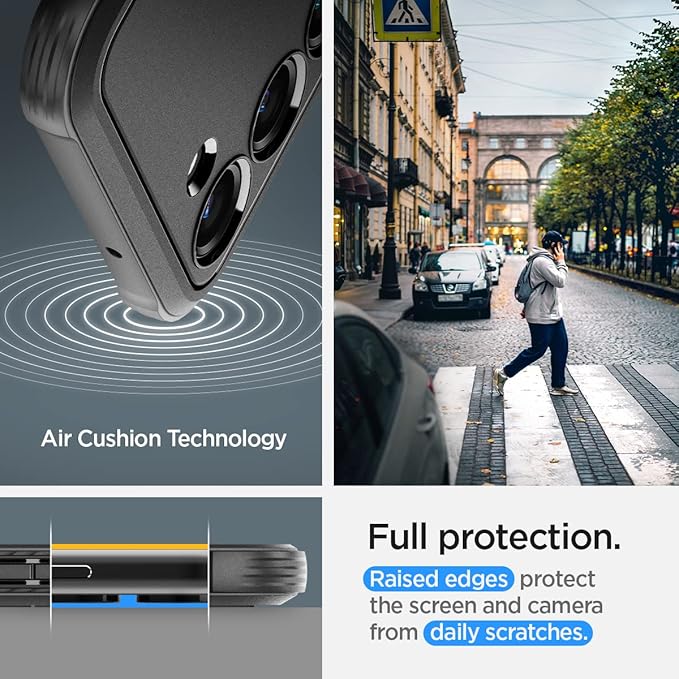 Air Cushion Technology
Full protection.
Raised edges protect
the screen and camera
from daily scratches.